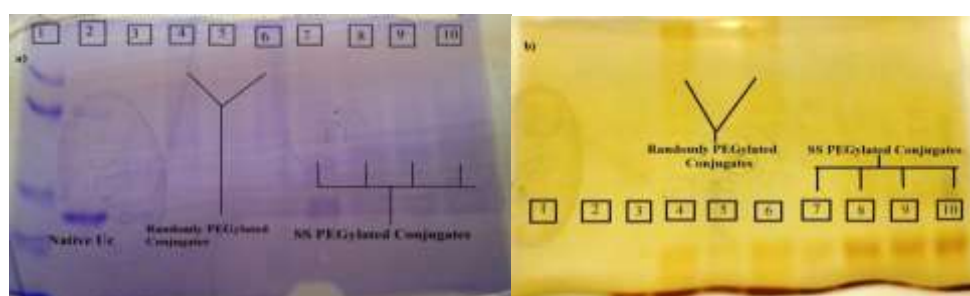 1 2 3 4 5 6 7 8 9 10
a)
Randomly PEGylated
Conjugates
Native Uc
SS PEGylated Conjugates
b)
Randomly PEGylated
Conjugates
SS PEGylated Conjugates
1 2 3 4 5 6 7 8 9 10